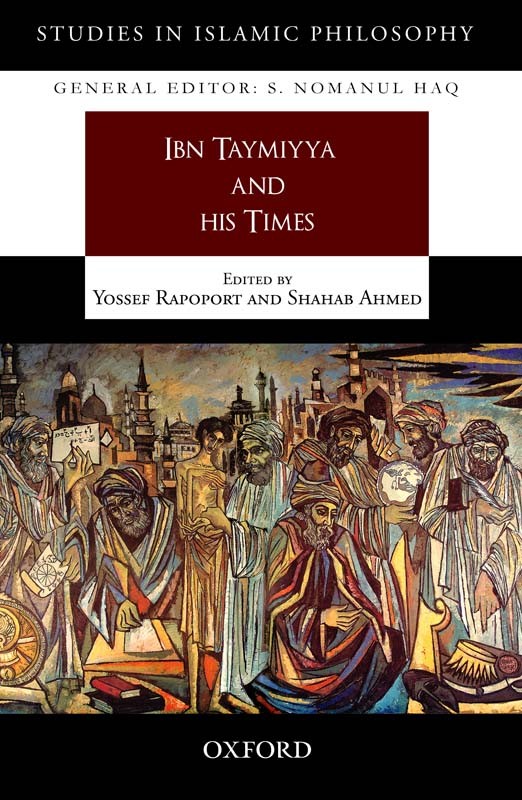 STUDIES IN ISLAMIC PHILOSOPHY
GENERAL EDITOR: S. NOMANUL HAQ
IBN TAYMIYYA
AND
HIS TIMES
EDITED BY
YOSSEF RAPOPORT AND SHAHAB AHMED
OXFORD